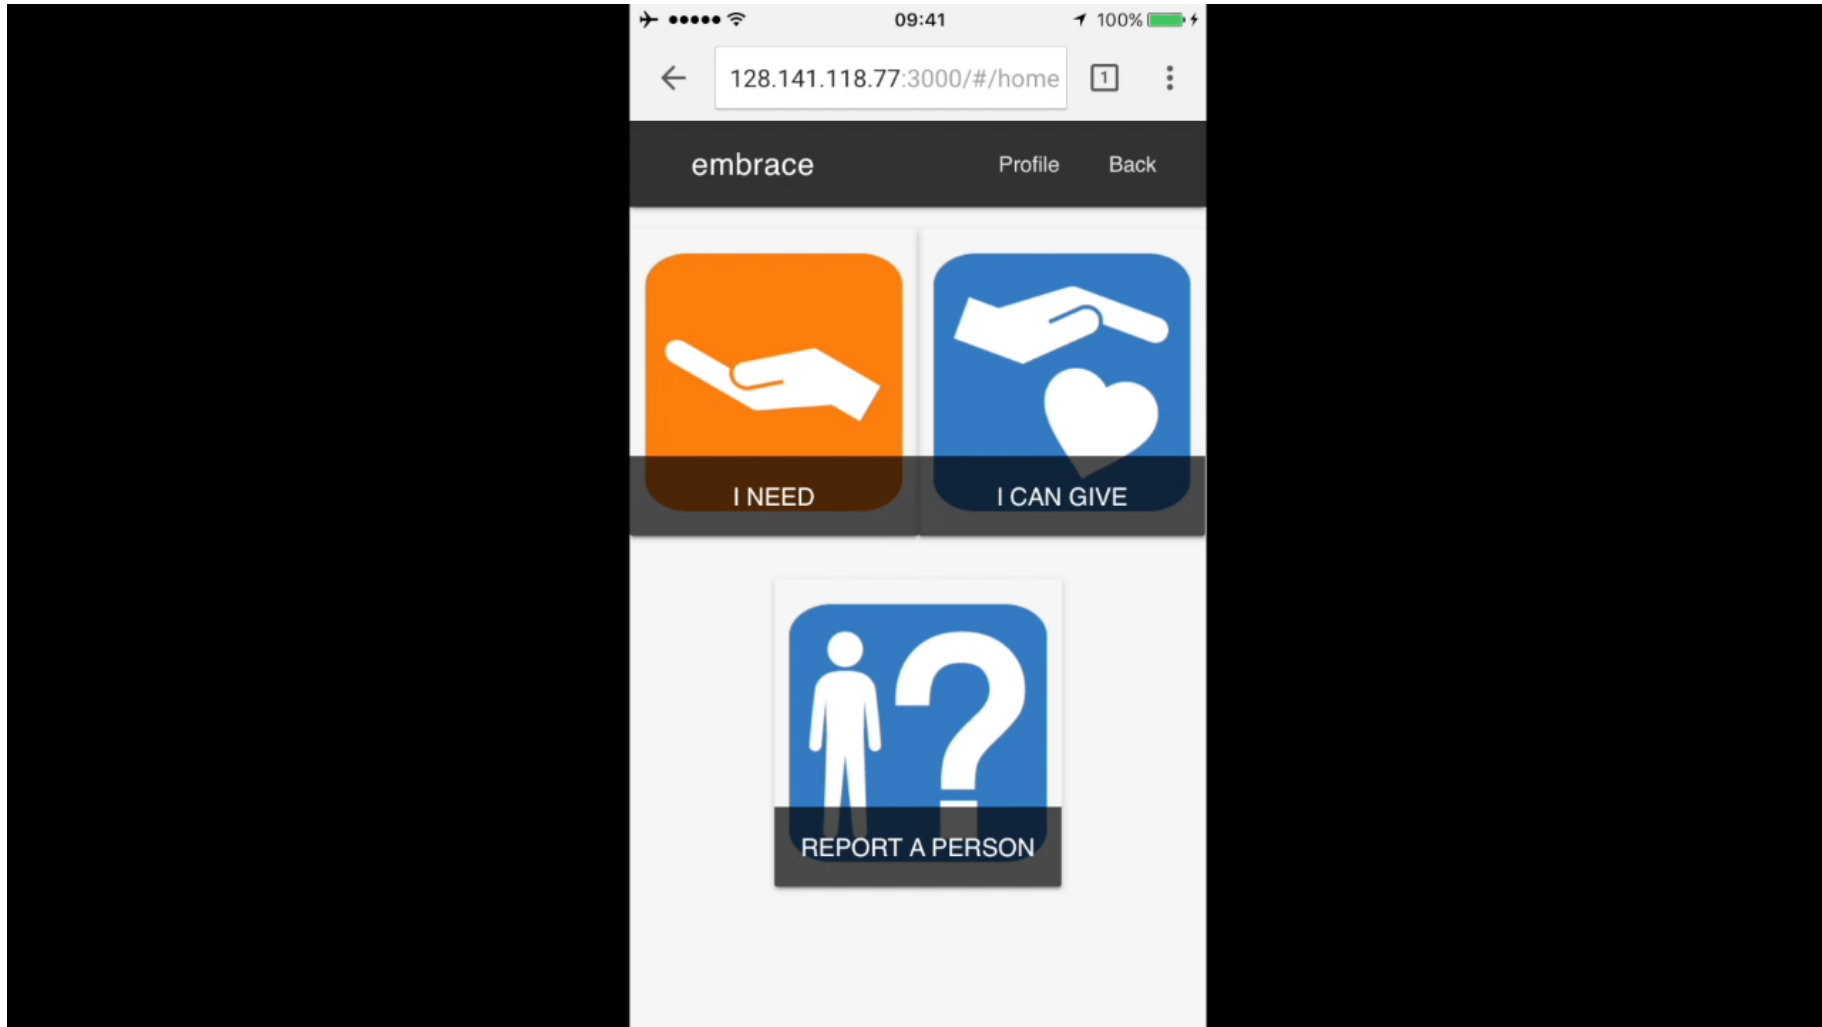 09:41
100%
128.141.118.77:3000/#/home
1
embrace
Profile
Back
I NEED
I CAN GIVE
REPORT A PERSON